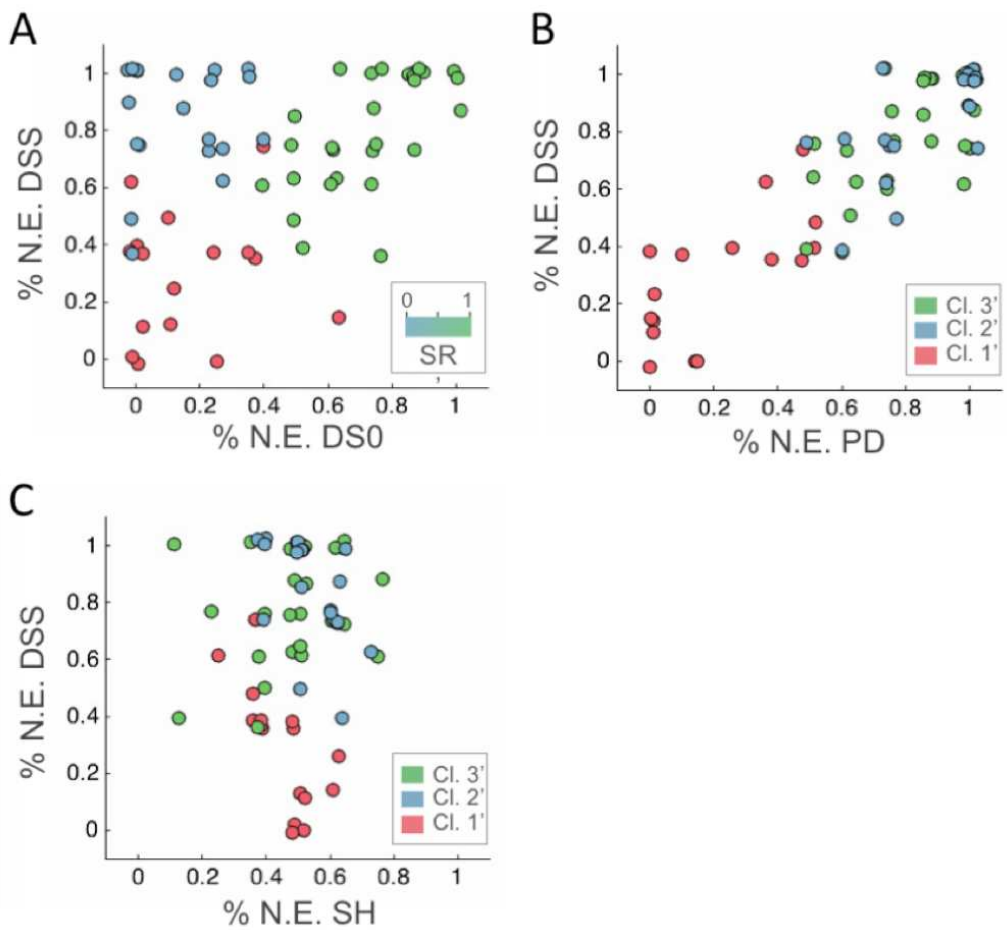 A
% N.E. DSS
1
0.8
0.6
0.4
0.2
0
0 0.2 0.4 0.6 0.8 1
% N.E. DS0
0 1
SR
,
B
% N.E. DSS
1
0.8
0.6
0.4
0.2
0
0 0.2 0.4 0.6 0.8 1
% N.E. PD
Cl. 3'
Cl. 2'
Cl. 1'
C
% N.E. DSS
1
0.8
0.6
0.4
0.2
0
0 0.2 0.4 0.6 0.8 1
% N.E. SH
Cl. 3'
Cl. 2'
Cl. 1'